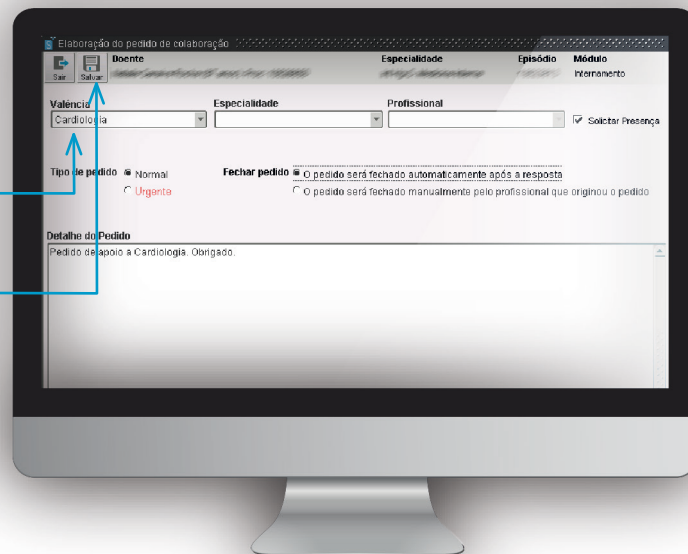 Elaboração do pedido de colaboração
Doente Especialidade Episódio Módulo
Sair Salvar Internamento
Valência Especialidade Profissional
Cardiologia Solicitar Presença
Tipo de pedido Normal Fechar pedido O pedido será fechado automaticamente após a resposta
Urgente O pedido será fechado manualmente pelo profissional que originou o pedido
Detalhe do Pedido
Pedido de apoio a Cardiologia. Obrigado.